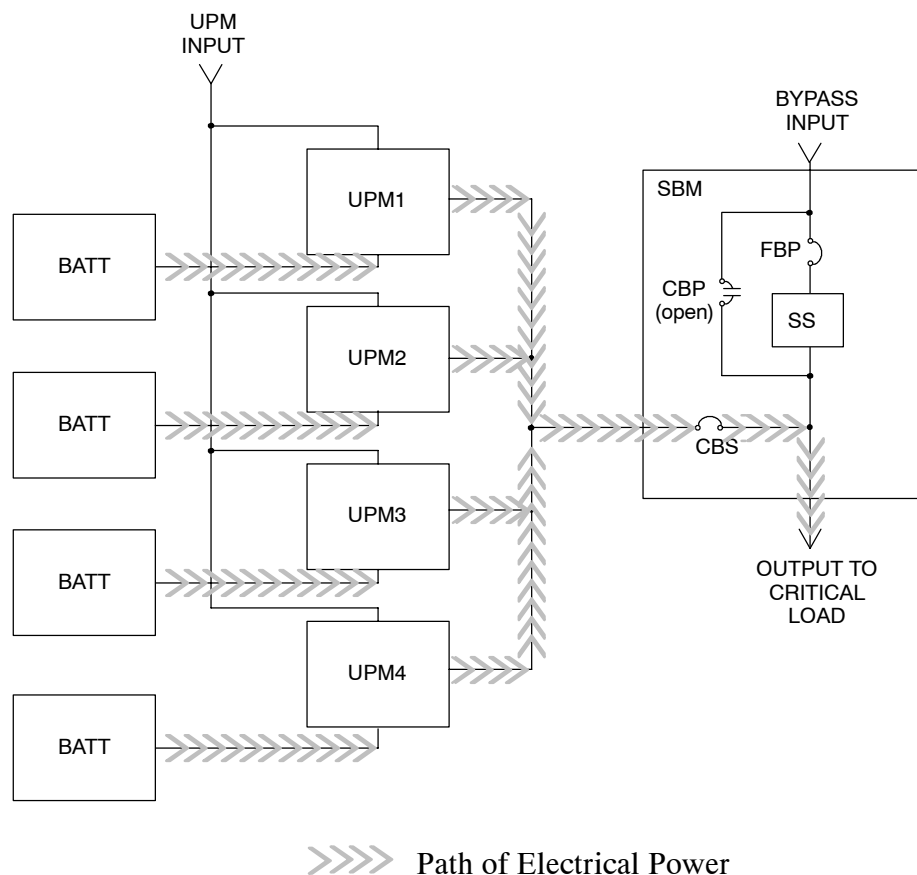 UPM
INPUT
BYPASS
INPUT
SBM
UPM1
BATT
FBP
CBP
(open)
SS
UPM2
BATT
CBS
UPM3
BATT
OUTPUT TO
CRITICAL
LOAD
UPM4
BATT
Path of Electrical Power